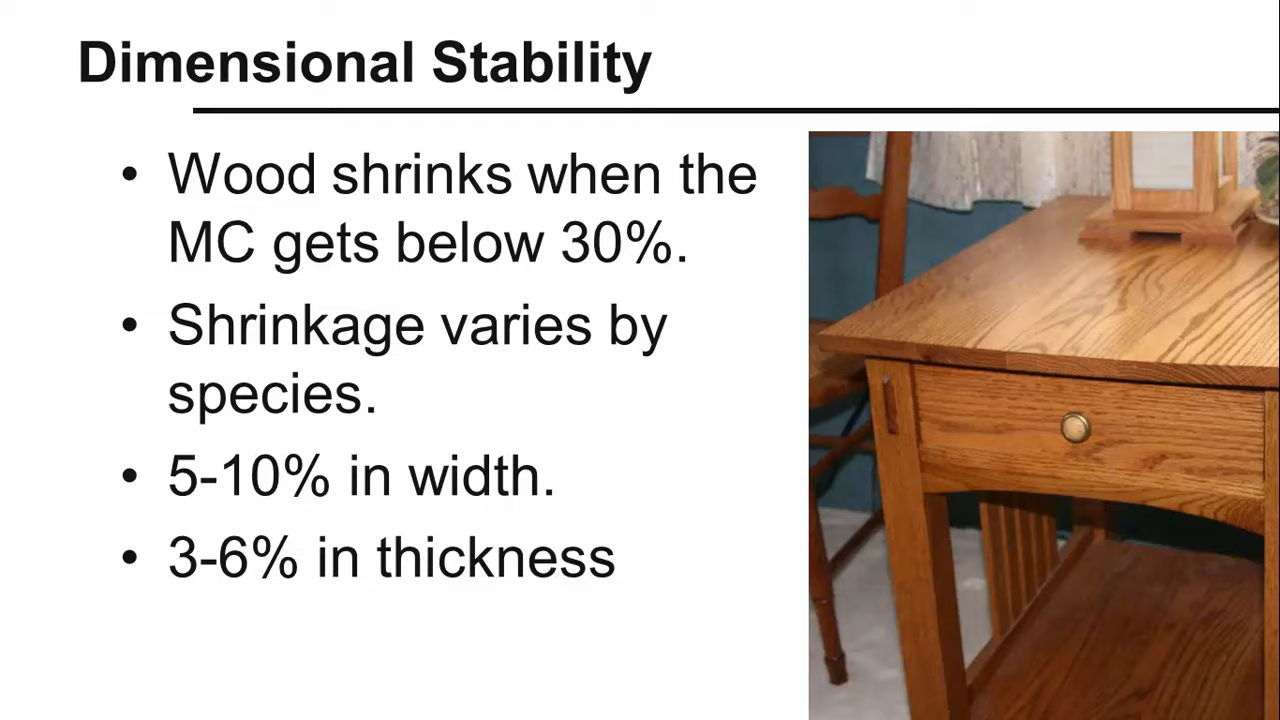 Dimensional Stability
• Wood shrinks when the
MC gets below 30%.
• Shrinkage varies by
species.
• 5-10% in width.
• 3-6% in thickness